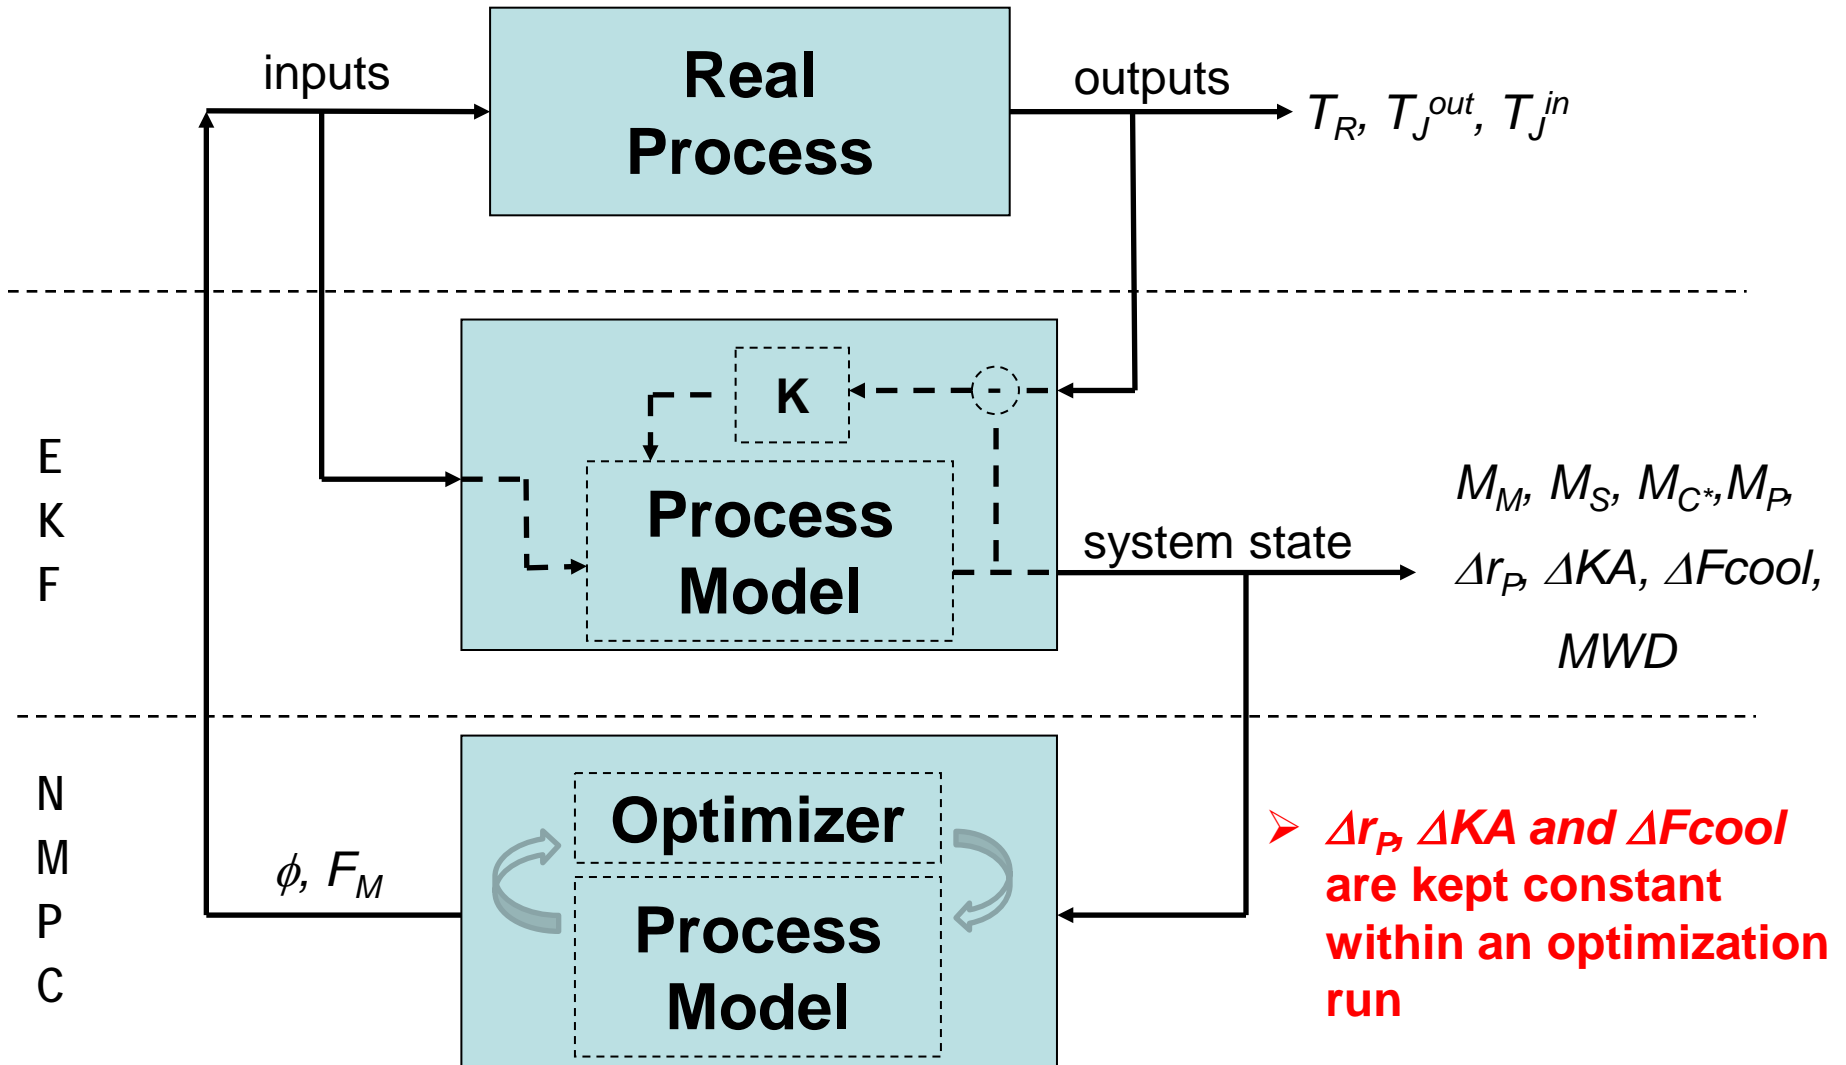 inputs
Real
Process
outputs
T_R, T_J^out, T_J^in
E
K
F
K
-
Process
Model
system state
M_M, M_S, M_C*, M_P,
Δr_P, ΔKA, ΔFcool,
MWD
N
M
P
C
Optimizer
Process
Model
ϕ, F_M
➢ Δr_P, ΔKA and ΔFcool
are kept constant
within an optimization
run